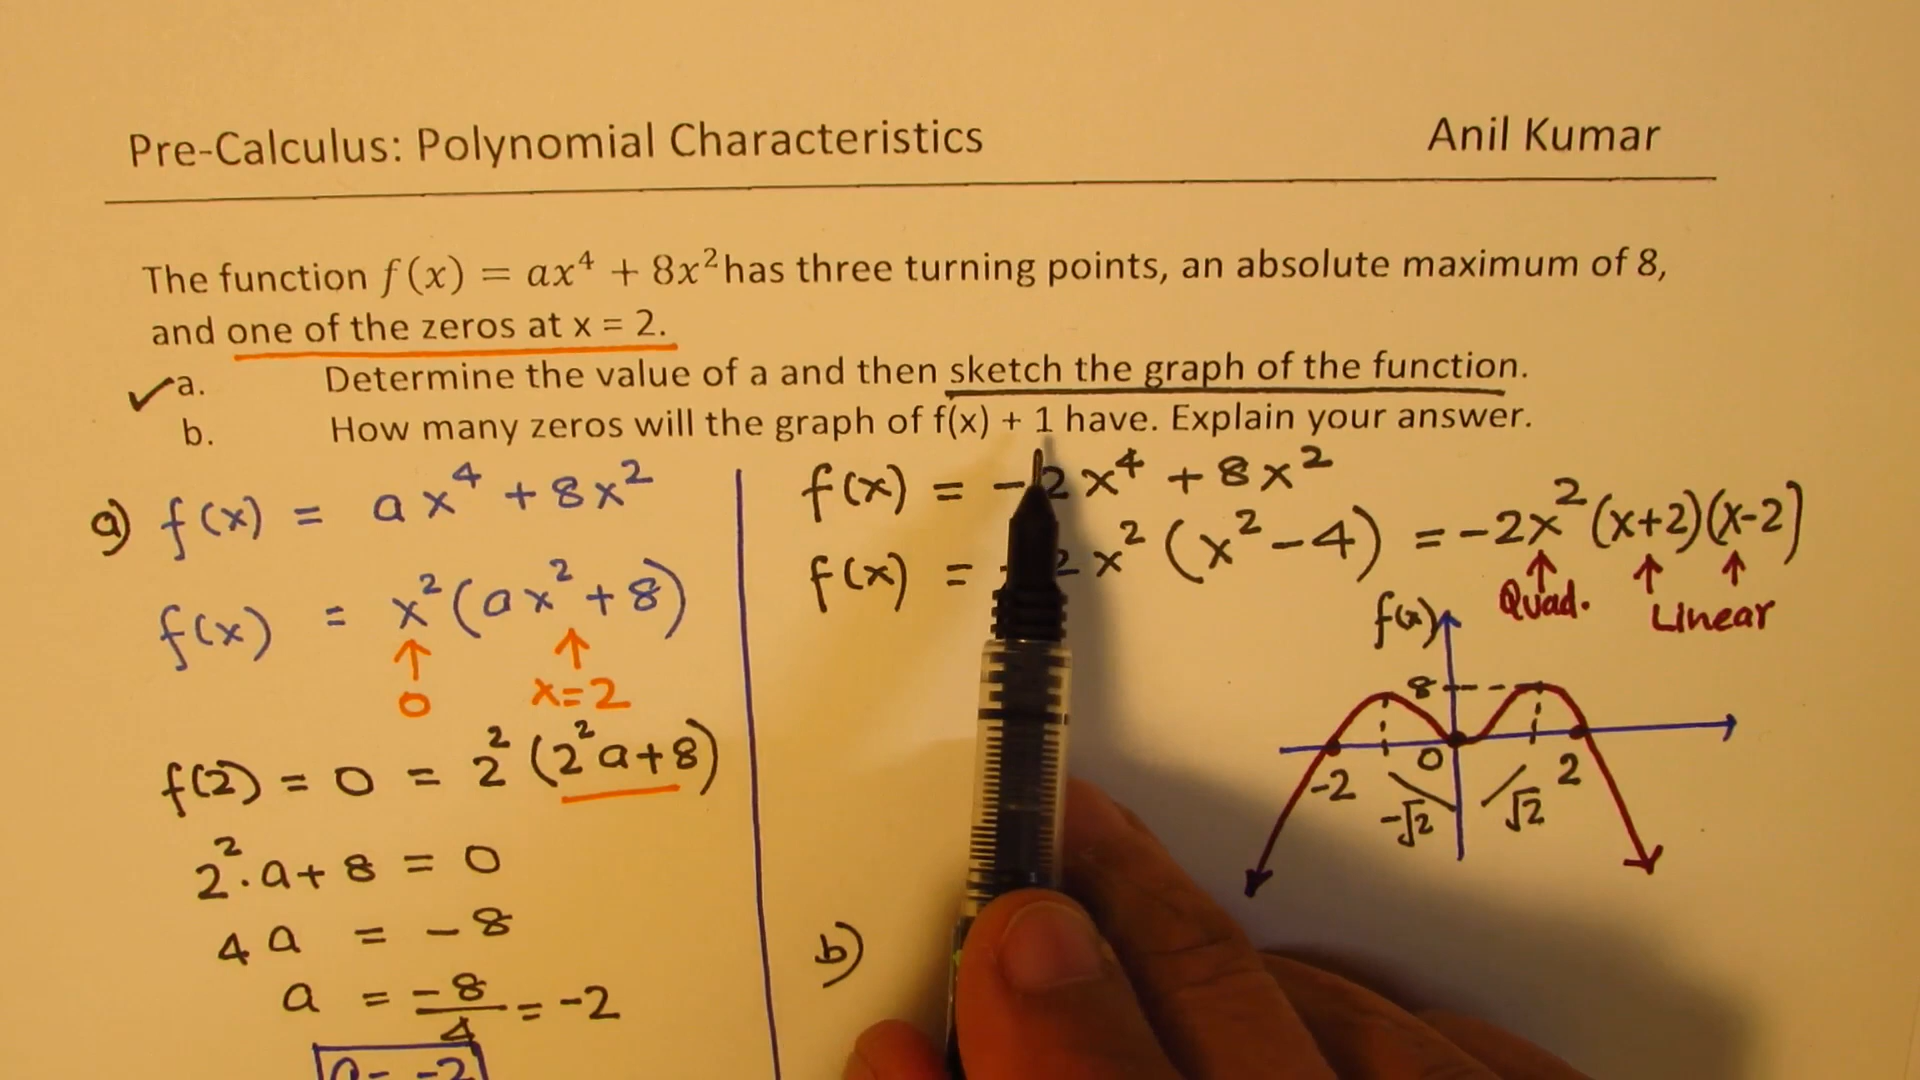 Pre-Calculus: Polynomial Characteristics Anil Kumar
The function f(x) = ax⁴ + 8x² has three turning points, an absolute maximum of 8,
and one of the zeros at x = 2.
✓a. Determine the value of a and then sketch the graph of the function.
b. How many zeros will the graph of f(x) + 1 have. Explain your answer.
a) f(x) = ax⁴ + 8x²
f(x) = x²(ax² + 8)
↑ ↑
0 x=2
f(2) = 0 = 2²(2²a+8)
2²·a+8 = 0
4a = -8
a = -8/4 = -2
a = -2
f(x) = -2x⁴ + 8x²
f(x) = -2x²(x²-4) = -2x²(x+2)(x-2)
↑ ↑ ↑
Quad. Linear
f(x)
8
-2 0 2
-√2 √2
b)